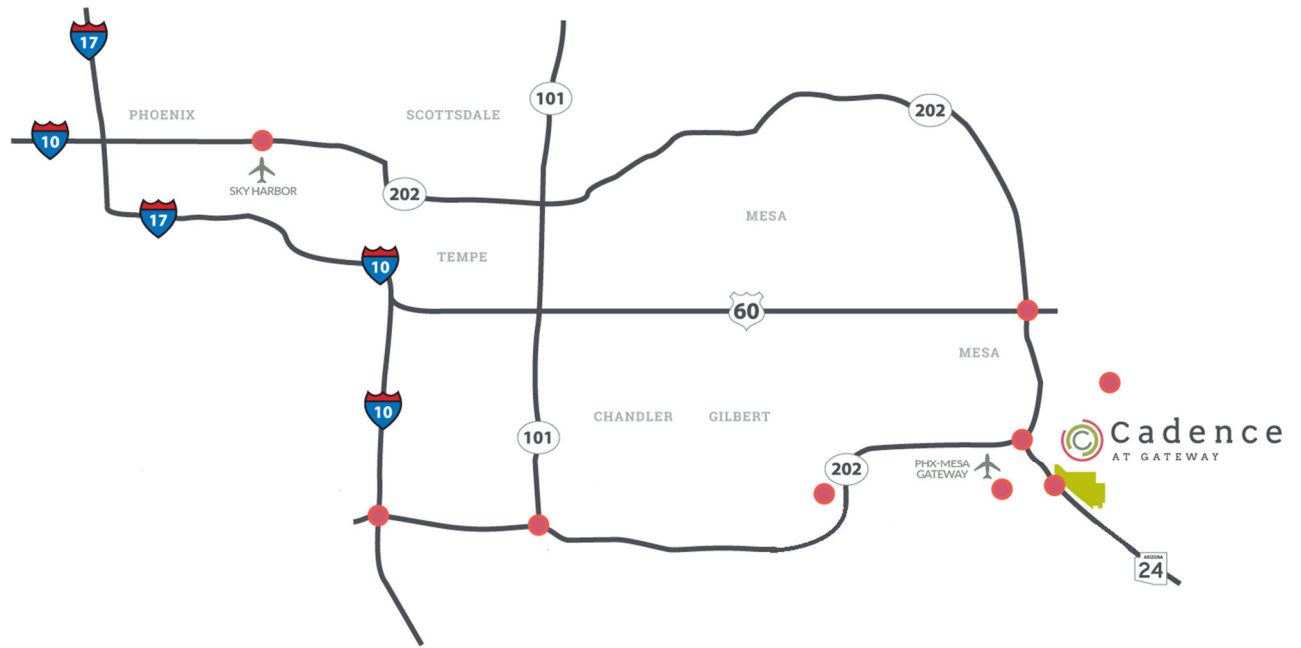 17
101
202
PHOENIX
SCOTTSDALE
10
SKY HARBOR
202
17
MESA
TEMPE
10
60
MESA
10
CHANDLER
GILBERT
101
Cadence
AT GATEWAY
C
202
PHX-MESA
GATEWAY
ARIZONA
24